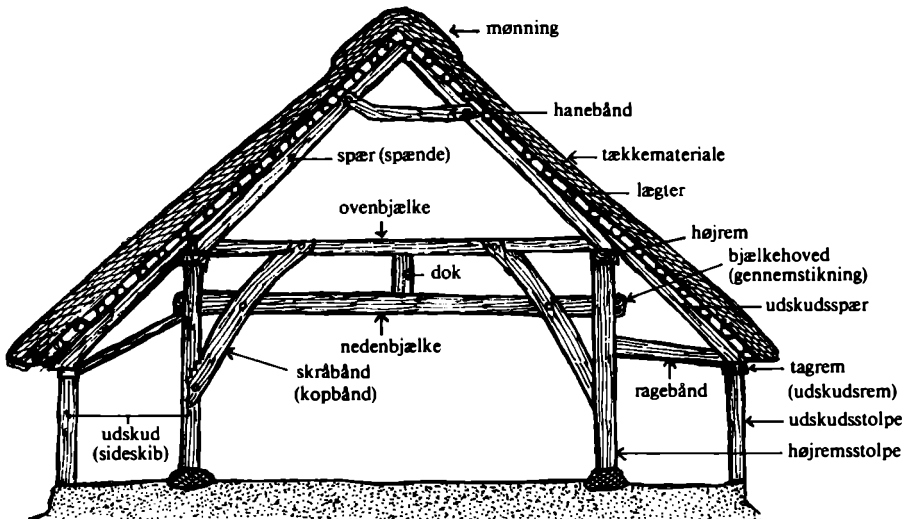 mønning
hanebånd
spær (spænde)
tækkemateriale
lægter
ovenbjælke
højrem
bjælkehoved
(gennemstikning)
dok
udskudsspær
nedenbjælke
skråbånd
(kopbånd)
ragebånd
tagrem
(udskudsrem)
udskudsstolpe
udskud
(sideskib)
højremsstolpe